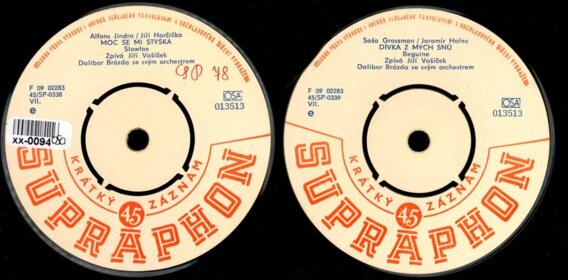 Alfons Jindra / Jiří Horčička
MOC SE MI STÝSKÁ
Slowfox
Zpívá Jiří Vašíček
Dalibor Brázda se svým orchestrem
SP 78
F 09 02283
45/SP-0338
VII.
e
OSA
013513
XX-0094
KRÁTKÝ 45 ZÁZNAM
SUPRAPHON
Saša Grossman / Jaromír Hořec
DÍVKA Z MÝCH SNŮ
Beguine
Zpívá Jiří Vašíček
Dalibor Brázda se svým orchestrem
F 09 02283
45/SP-0339
VII.
e
OSA
013513
KRÁTKÝ 45 ZÁZNAM
SUPRAPHON